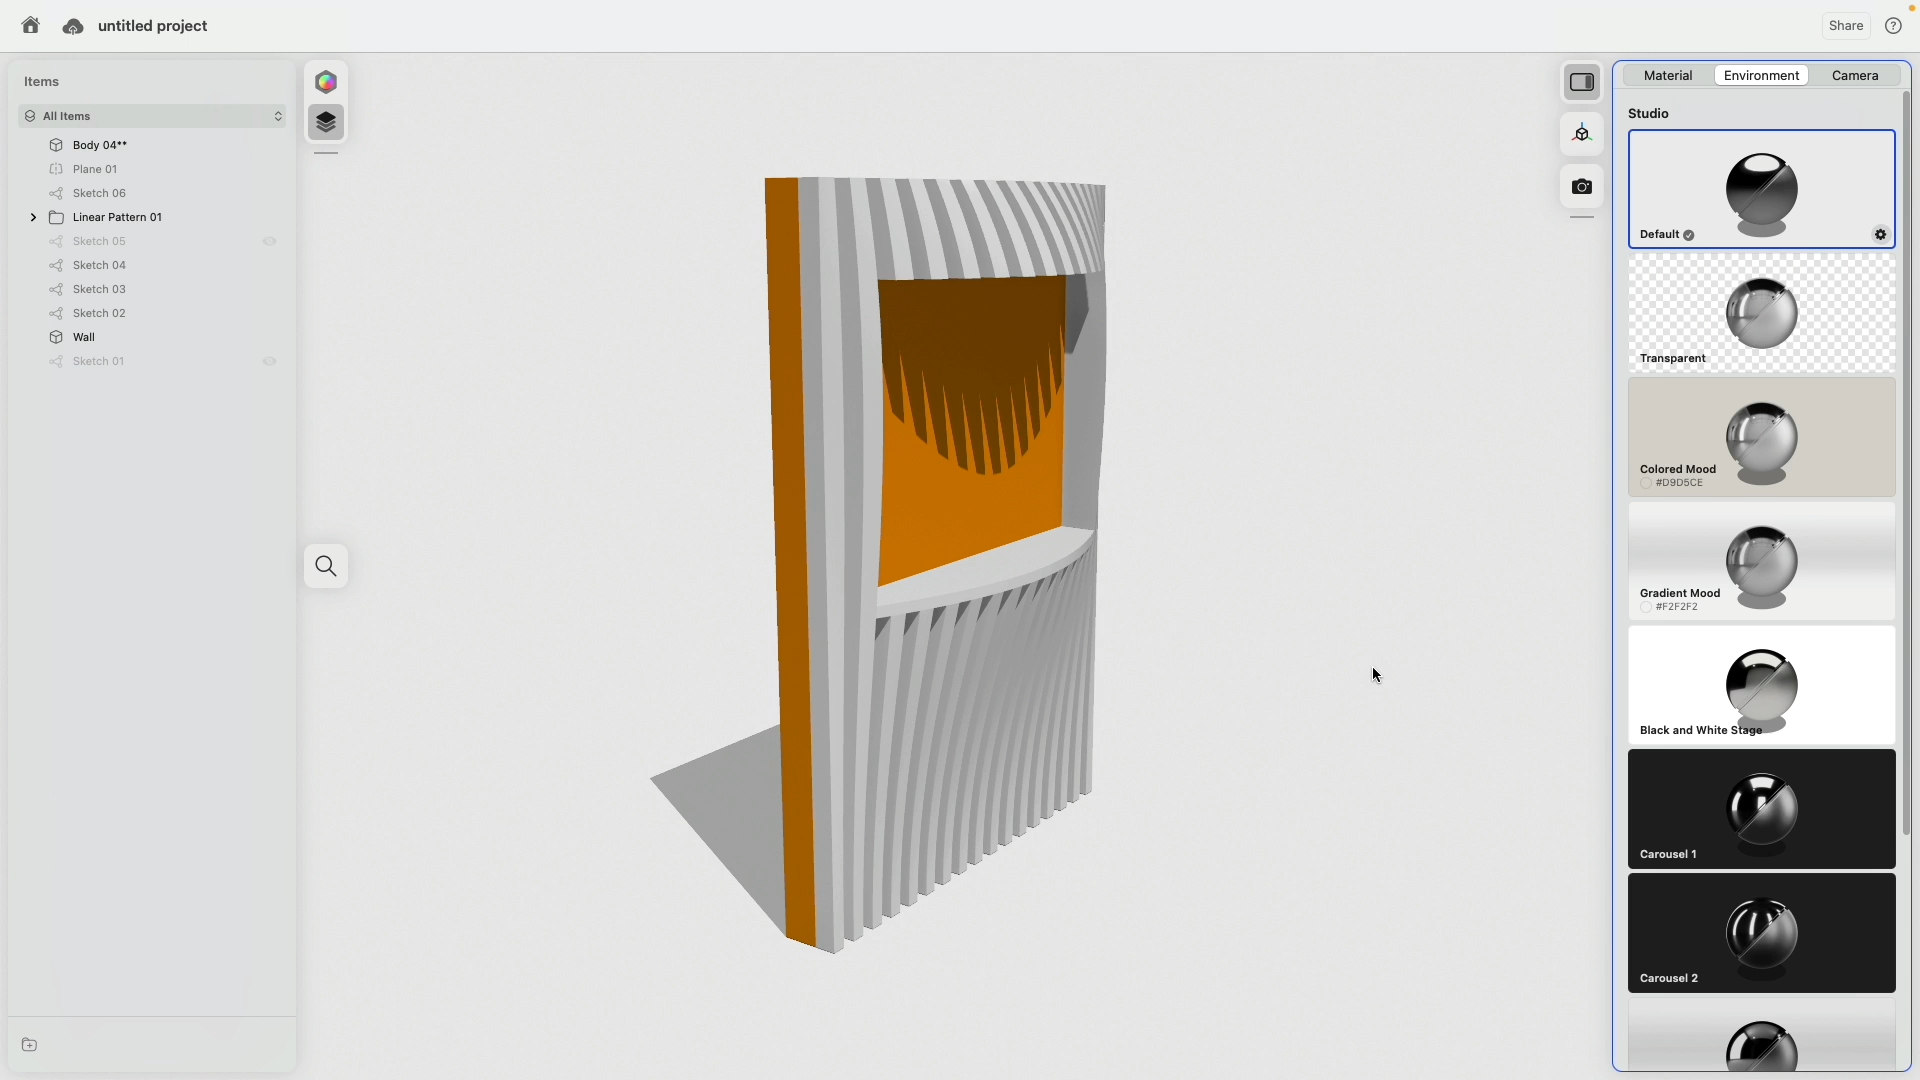 untitled project
Share
Items
All Items
Body 04**
Plane 01
Sketch 06
Linear Pattern 01
Sketch 05
Sketch 04
Sketch 03
Sketch 02
Wall
Sketch 01
Material
Environment
Camera
Studio
Default
Transparent
Colored Mood
#D9D5CE
Gradient Mood
#F2F2F2
Black and White Stage
Carousel 1
Carousel 2